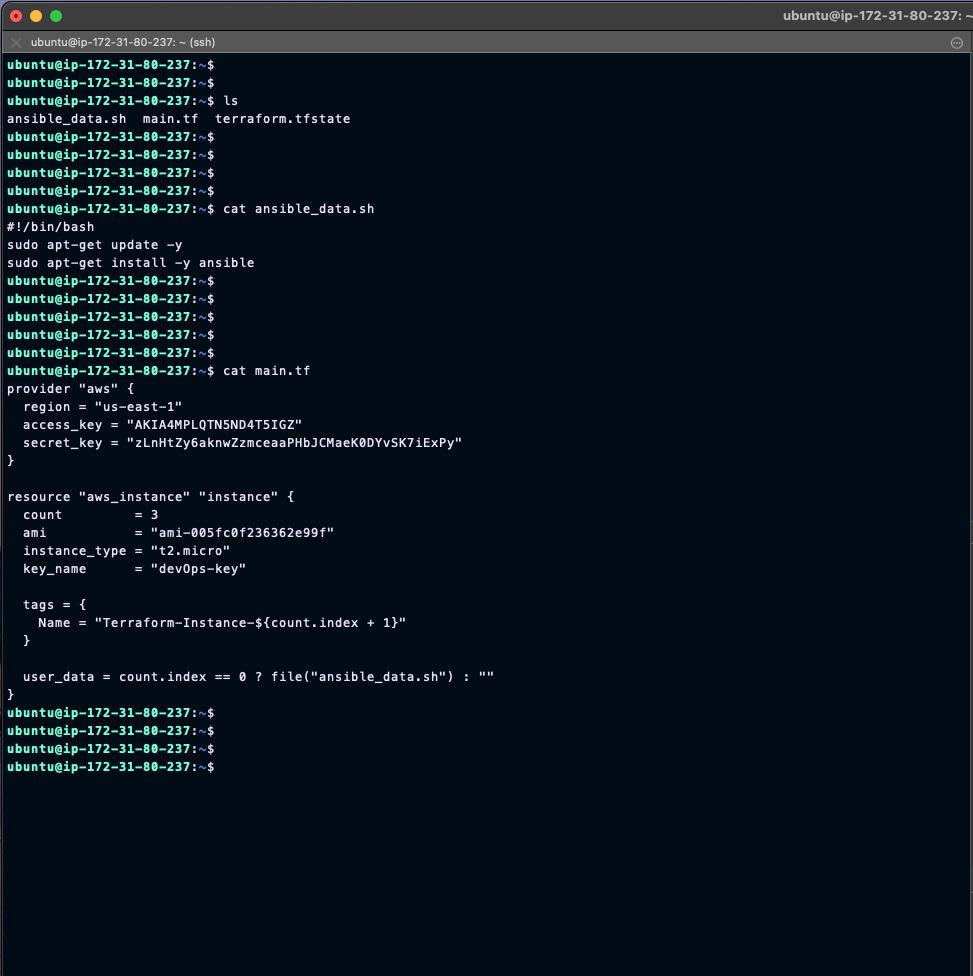 ubuntu@ip-172-31-80-237: ~
ubuntu@ip-172-31-80-237: ~ (ssh)
ubuntu@ip-172-31-80-237:~$
ubuntu@ip-172-31-80-237:~$
ubuntu@ip-172-31-80-237:~$ ls
ansible_data.sh  main.tf  terraform.tfstate
ubuntu@ip-172-31-80-237:~$
ubuntu@ip-172-31-80-237:~$
ubuntu@ip-172-31-80-237:~$
ubuntu@ip-172-31-80-237:~$
ubuntu@ip-172-31-80-237:~$ cat ansible_data.sh
#!/bin/bash
sudo apt-get update -y
sudo apt-get install -y ansible
ubuntu@ip-172-31-80-237:~$
ubuntu@ip-172-31-80-237:~$
ubuntu@ip-172-31-80-237:~$
ubuntu@ip-172-31-80-237:~$
ubuntu@ip-172-31-80-237:~$
ubuntu@ip-172-31-80-237:~$ cat main.tf
provider "aws" {
  region = "us-east-1"
  access_key = "AKIA4MPLQTN5ND4T5IGZ"
  secret_key = "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"
}
resource "aws_instance" "instance" {
  count         = 3
  ami           = "ami-005fc0f236362e99f"
  instance_type = "t2.micro"
  key_name      = "devOps-key"
  tags = {
    Name = "Terraform-Instance-${count.index + 1}"
  }
  user_data = count.index == 0 ? file("ansible_data.sh") : ""
}
ubuntu@ip-172-31-80-237:~$
ubuntu@ip-172-31-80-237:~$
ubuntu@ip-172-31-80-237:~$
ubuntu@ip-172-31-80-237:~$